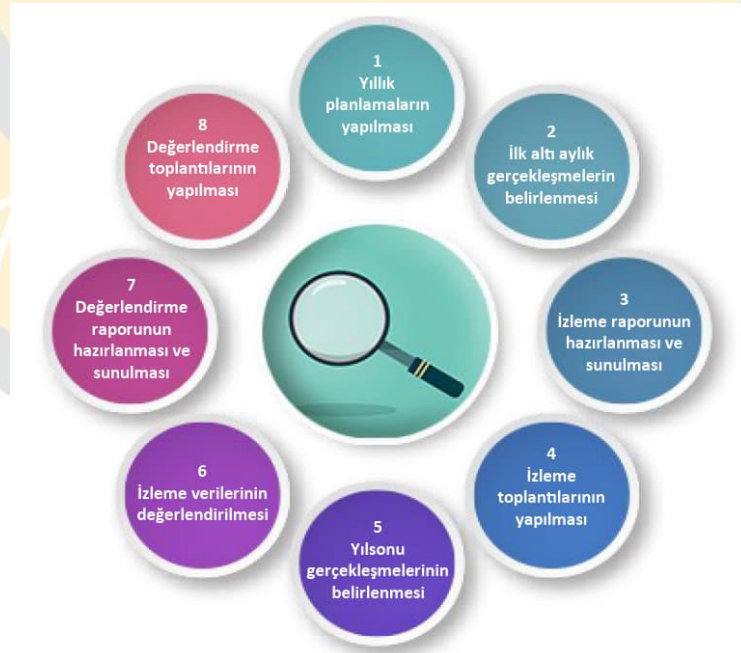 1
Yıllık
planlamaların
yapılması
2
İlk altı aylık
gerçekleşmelerin
belirlenmesi
3
İzleme raporunun
hazırlanması ve
sunulması
4
İzleme
toplantılarının
yapılması
5
Yılsonu
gerçekleşmelerinin
belirlenmesi
6
İzleme verilerinin
değerlendirilmesi
7
Değerlendirme
raporunun
hazırlanması ve
sunulması
8
Değerlendirme
toplantılarının
yapılması